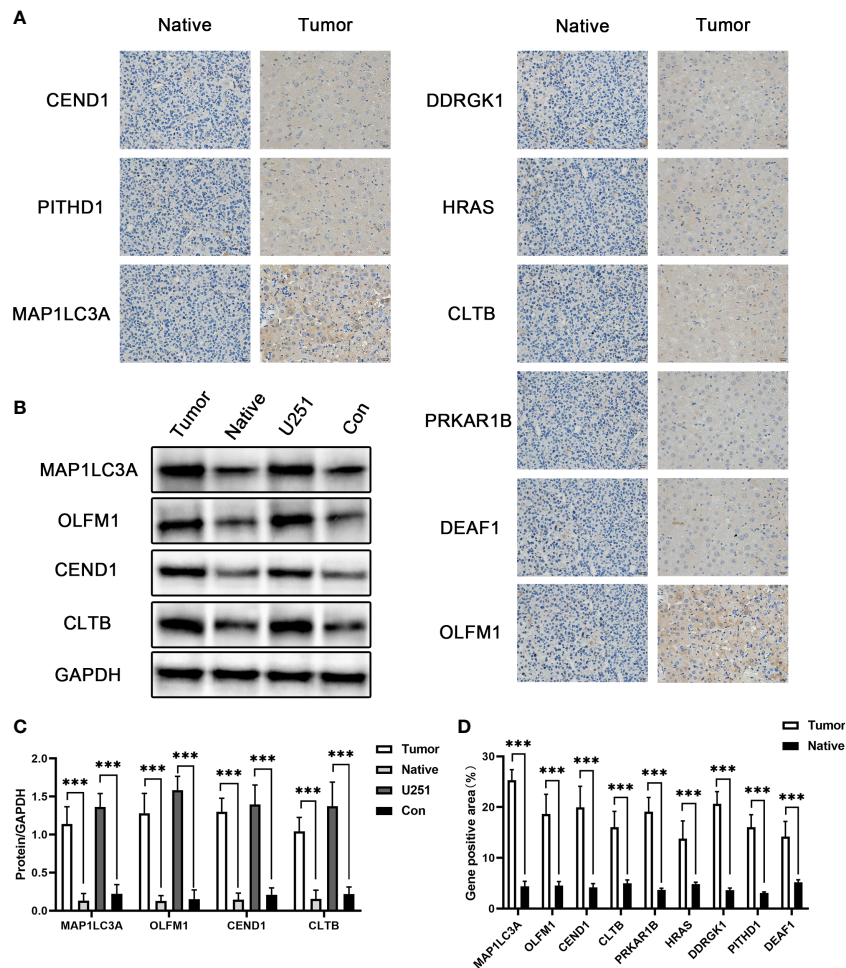 A
Native Tumor
CEND1
PITHD1
MAP1LC3A
Native Tumor
DDRGK1
HRAS
CLTB
PRKAR1B
DEAF1
OLFM1
B
Tumor Native U251 Con
MAP1LC3A
OLFM1
CEND1
CLTB
GAPDH
C
Protein/GAPDH
2.0
1.5
1.0
0.5
0.0
*** *** *** *** *** *** *** ***
MAP1LC3A OLFM1 CEND1 CLTB
Tumor
Native
U251
Con
D
Gene positive area(%)
30
20
10
0
*** *** *** *** *** *** *** *** ***
MAP1LC3A OLFM1 CEND1 CLTB PRKAR1B HRAS DDRGK1 PITHD1 DEAF1
Tumor
Native